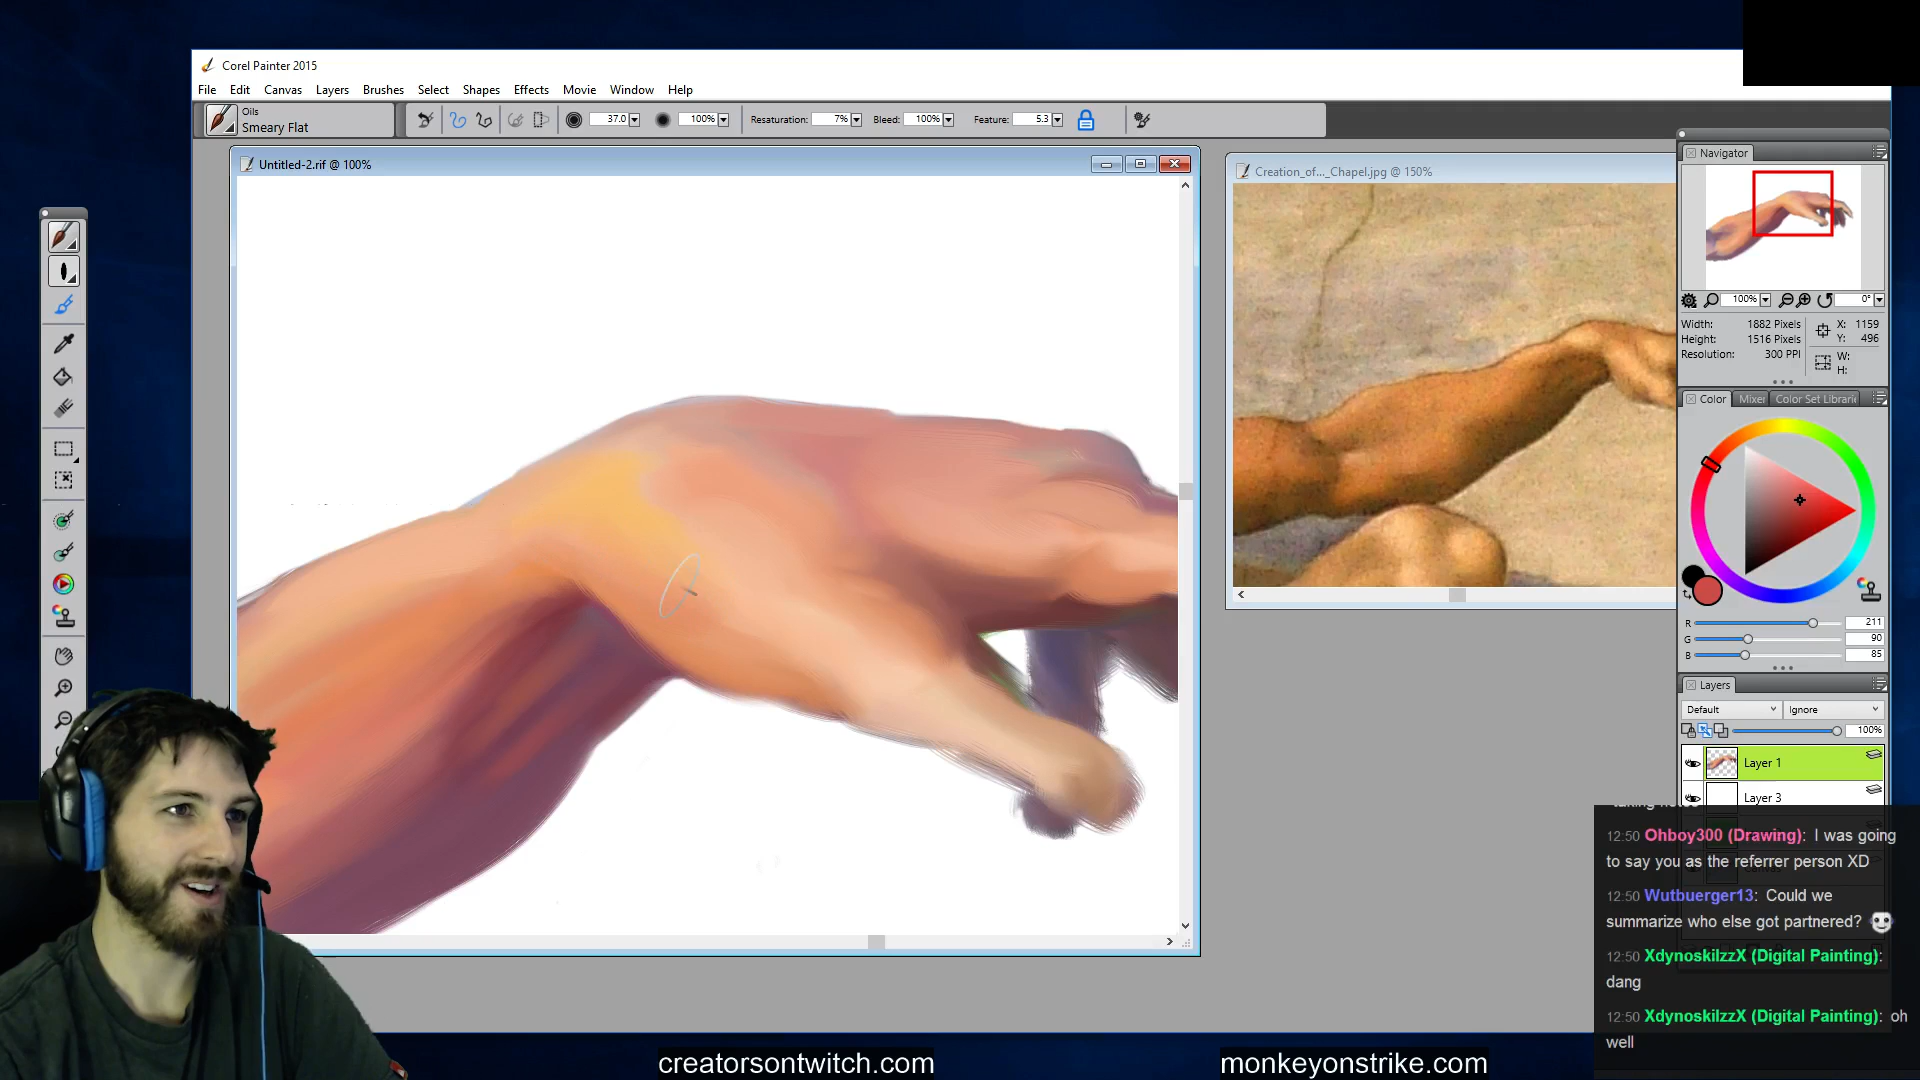 Corel Painter 2015
File Edit Canvas Layers Brushes Select Shapes Effects Movie Window Help
Oils
Smeary Flat
37.0 100% Resaturation: 7% Bleed: 100% Feature: 5.3
Untitled-2.rif @ 100%
Creation_of..._Chapel.jpg @ 150%
Navigator
100% 0°
Width: 1882 Pixels X: 1159
Height: 1516 Pixels Y: 496
Resolution: 300 PPI W:
H:
Color Mixer Color Set Librari
R 211
G 90
B 85
Layers
Default Ignore
100%
Layer 1
Layer 3
12:50 Ohboy300 (Drawing): I was going
to say you as the referrer person XD
12:50 Wutbuerger13: Could we
summarize who else got partnered?
12:50 XdynoskilzzX (Digital Painting):
dang
12:50 XdynoskilzzX (Digital Painting): oh
well
creatorsontwitch.com
monkeyonstrike.com